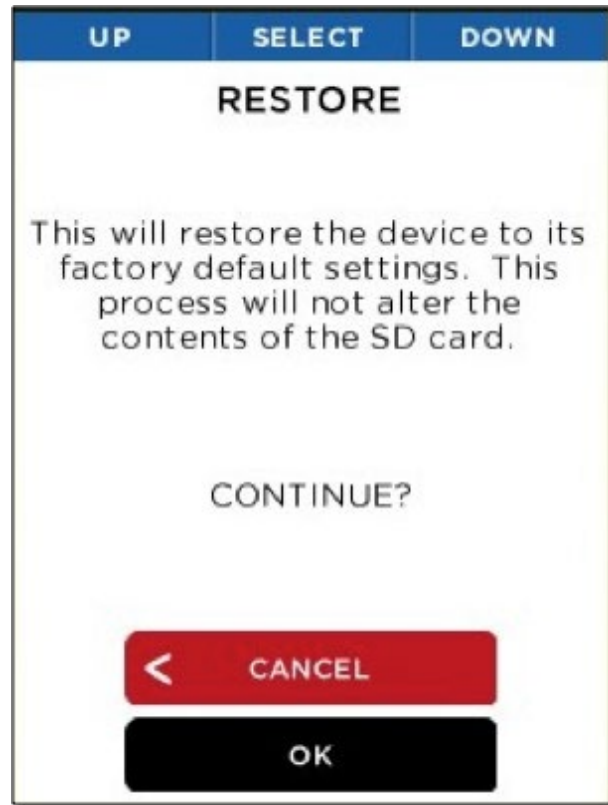 UP SELECT DOWN
RESTORE
This will restore the device to its
factory default settings. This
process will not alter the
contents of the SD card.
CONTINUE?
< CANCEL
OK